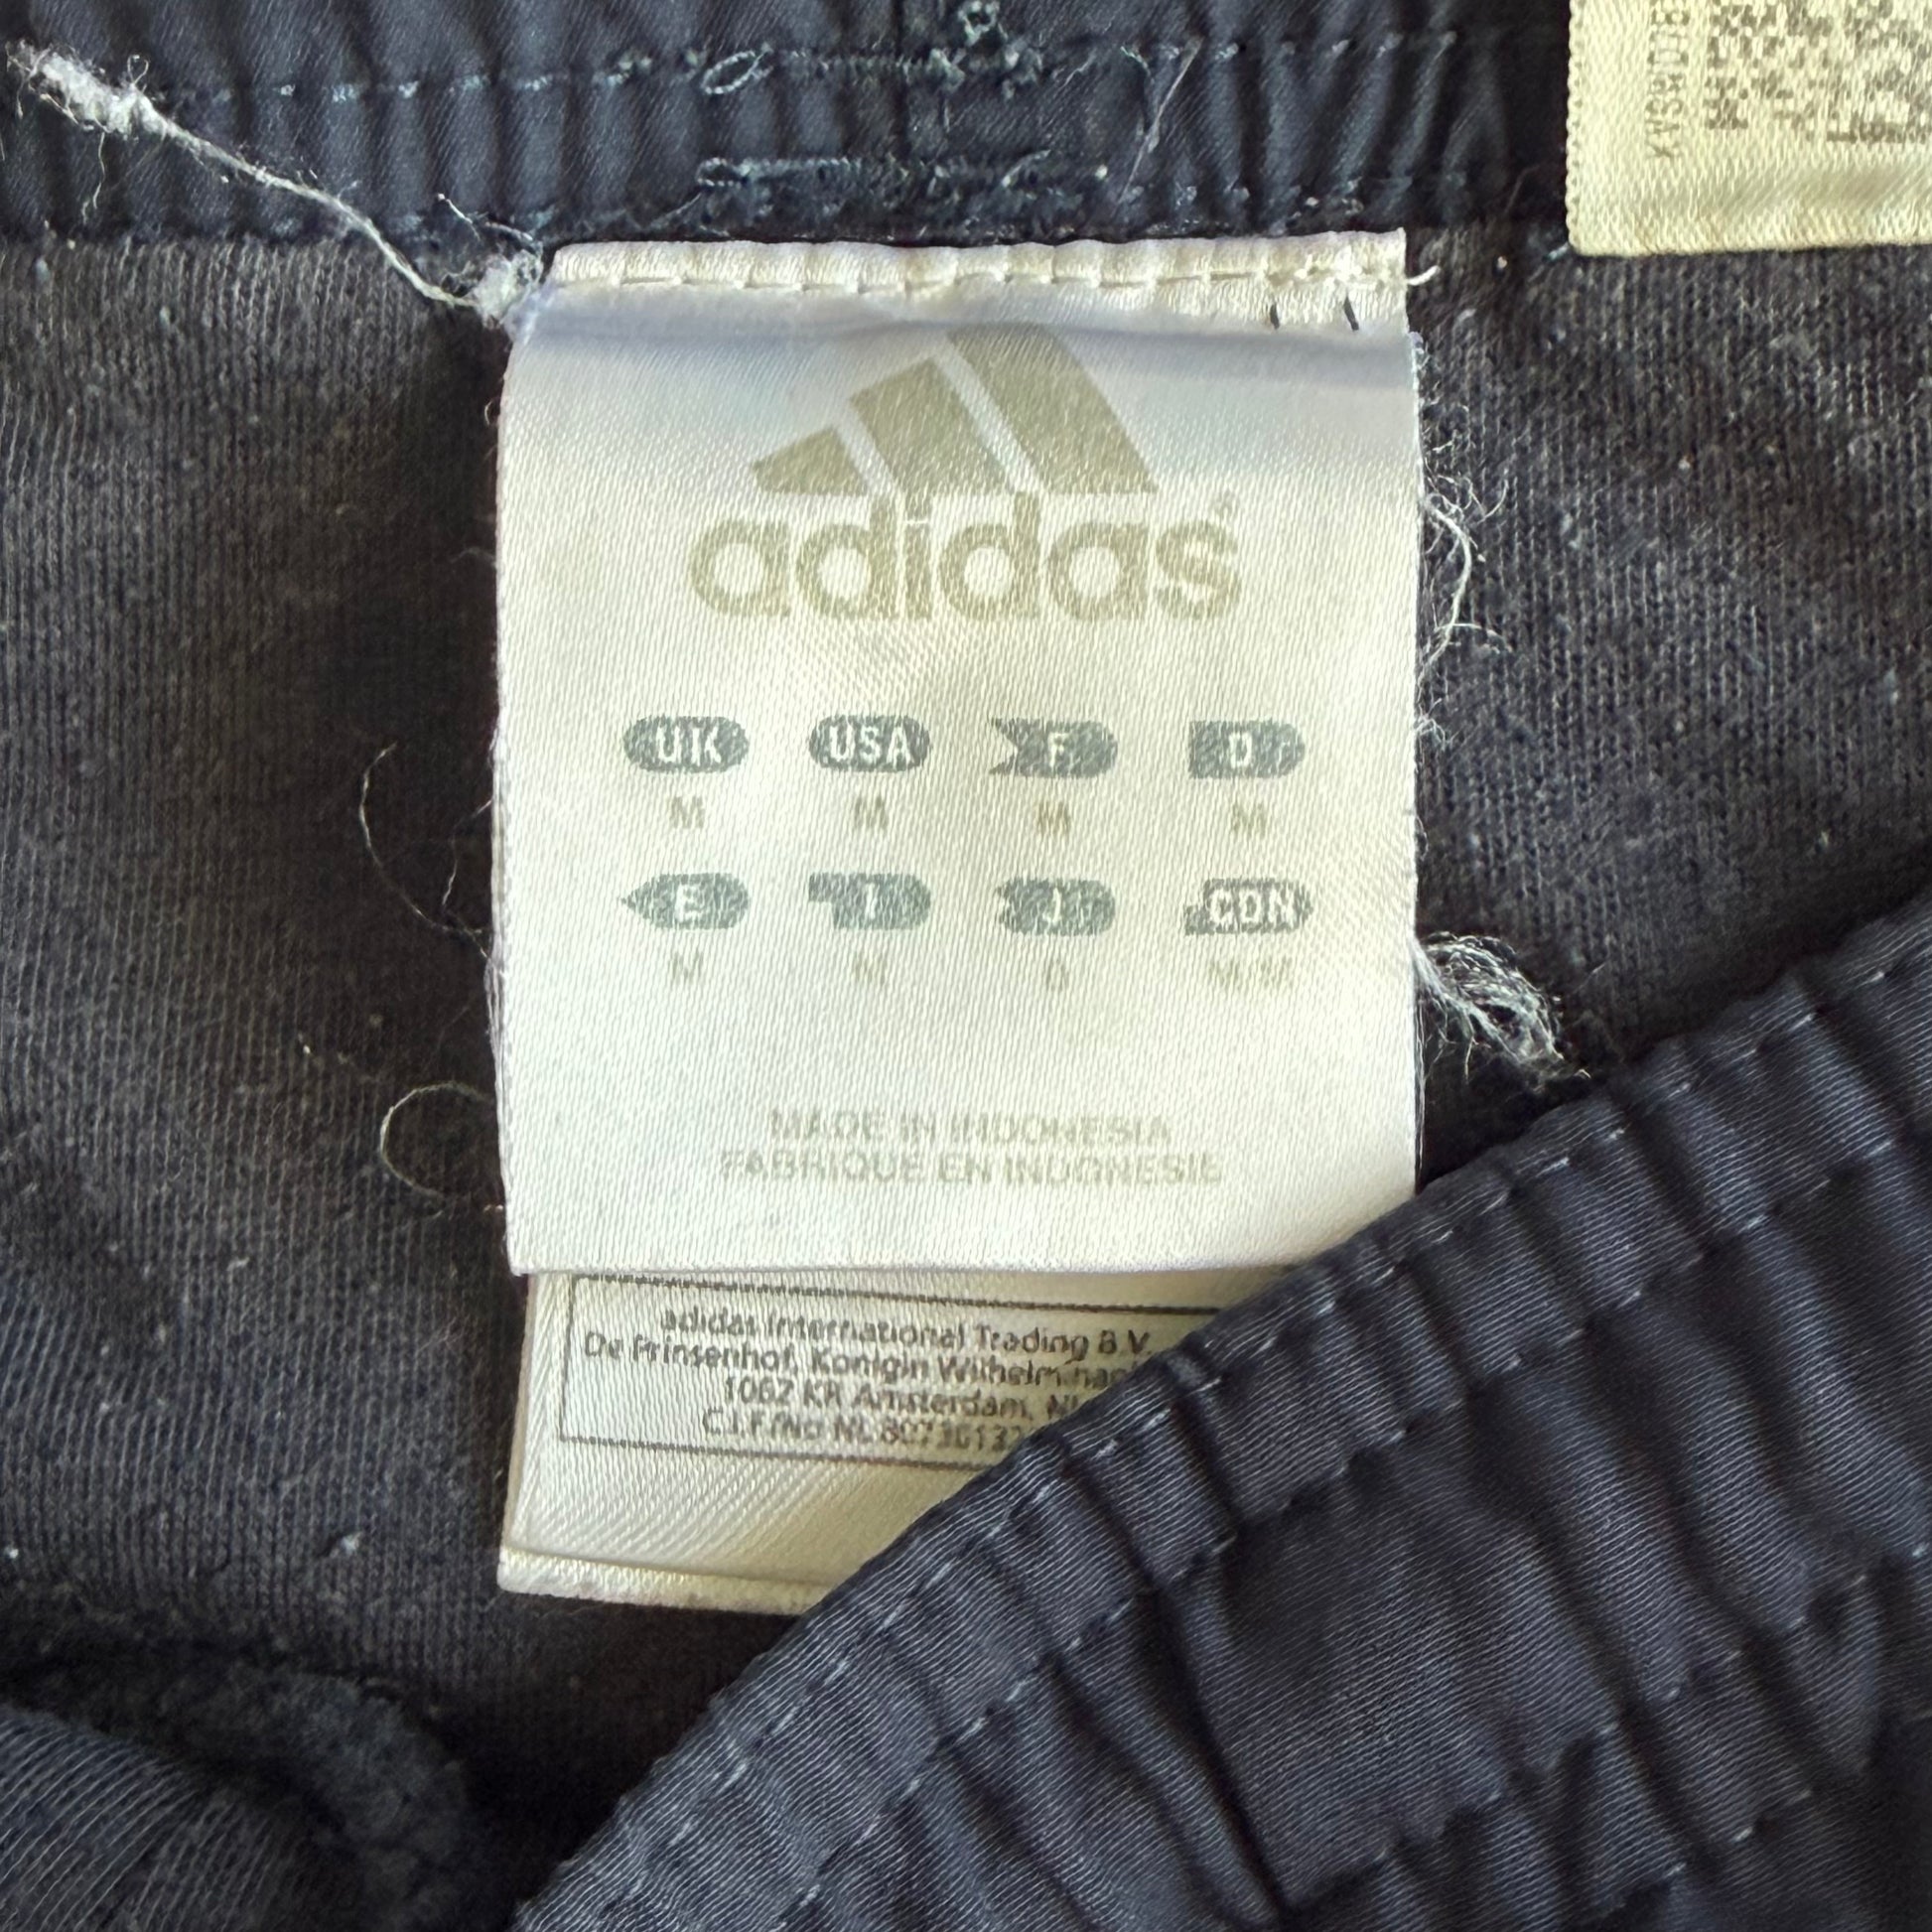 adidas
UK USA F D
M M M M
E I J CDN
M M O M/M
MADE IN INDONESIA
FABRIQUE EN INDONESIE
adidas International Trading B.V.
De Prinsenhof, Konigin
1062 KR Amsterdam,
C.I.F.No